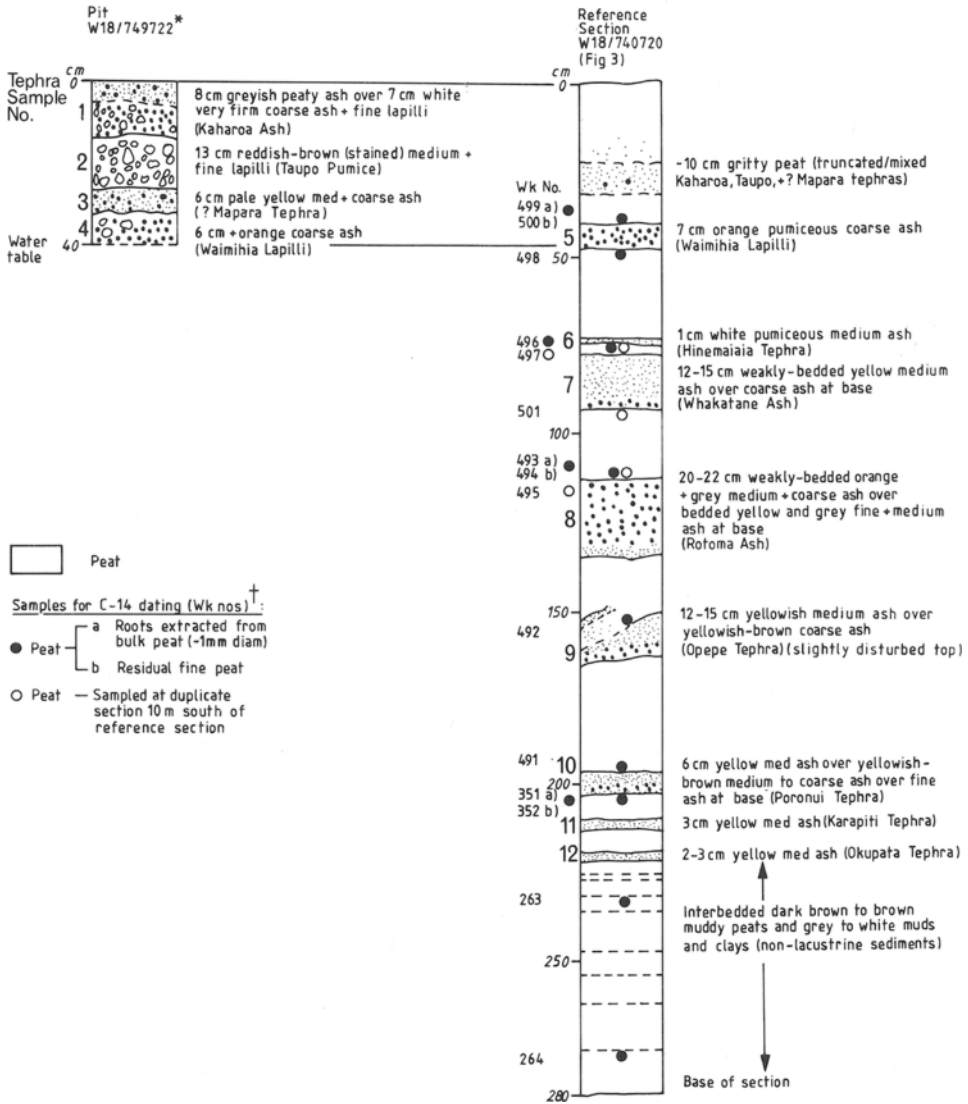 Pit
W18/749722*
cm
0
Tephra
Sample
No.
1
2
3
4
Water
table
40
8cm greyish peaty ash over 7 cm white
very firm coarse ash + fine lapilli
(Kaharoa Ash)
13 cm reddish-brown (stained) medium +
fine lapilli (Taupo Pumice)
6cm pale yellow med + coarse ash
(? Mapara Tephra)
6 cm + orange coarse ash
(Waimihia Lapilli)
Reference
Section
W18/740720
(Fig 3)
cm
0
Wk No.
499 a)
500 b)
5
498
50
496
6
497
7
501
100
493 a)
494 b)
495
8
150
492
9
491
10
200
351 a)
352 b)
11
12
263
250
264
280
-10 cm gritty peat (truncated/mixed
Kaharoa, Taupo, +? Mapara tephras)
7 cm orange pumiceous coarse ash
(Waimihia Lapilli)
1cm white pumiceous medium ash
(Hinemaiaia Tephra)
12-15 cm weakly-bedded yellow medium
ash over coarse ash at base
(Whakatane Ash)
20-22 cm weakly-bedded orange
+ grey medium + coarse ash over
bedded yellow and grey fine + medium
ash at base
(Rotoma Ash)
12-15 cm yellowish medium ash over
yellowish-brown coarse ash
(Opepe Tephra) (slightly disturbed top)
6 cm yellow med ash over yellowish-
brown medium to coarse ash over fine
ash at base (Poronui Tephra)
3cm yellow med ash (Karapiti Tephra)
2-3cm yellow med ash (Okupata Tephra)
Interbedded dark brown to brown
muddy peats and grey to white muds
and clays (non-lacustrine sediments)
Base of section
Peat
Samples for C-14 dating (Wk nos)†:
Peat
a Roots extracted from
bulk peat (-1mm diam)
b Residual fine peat
Peat — Sampled at duplicate
section 10 m south of
reference section